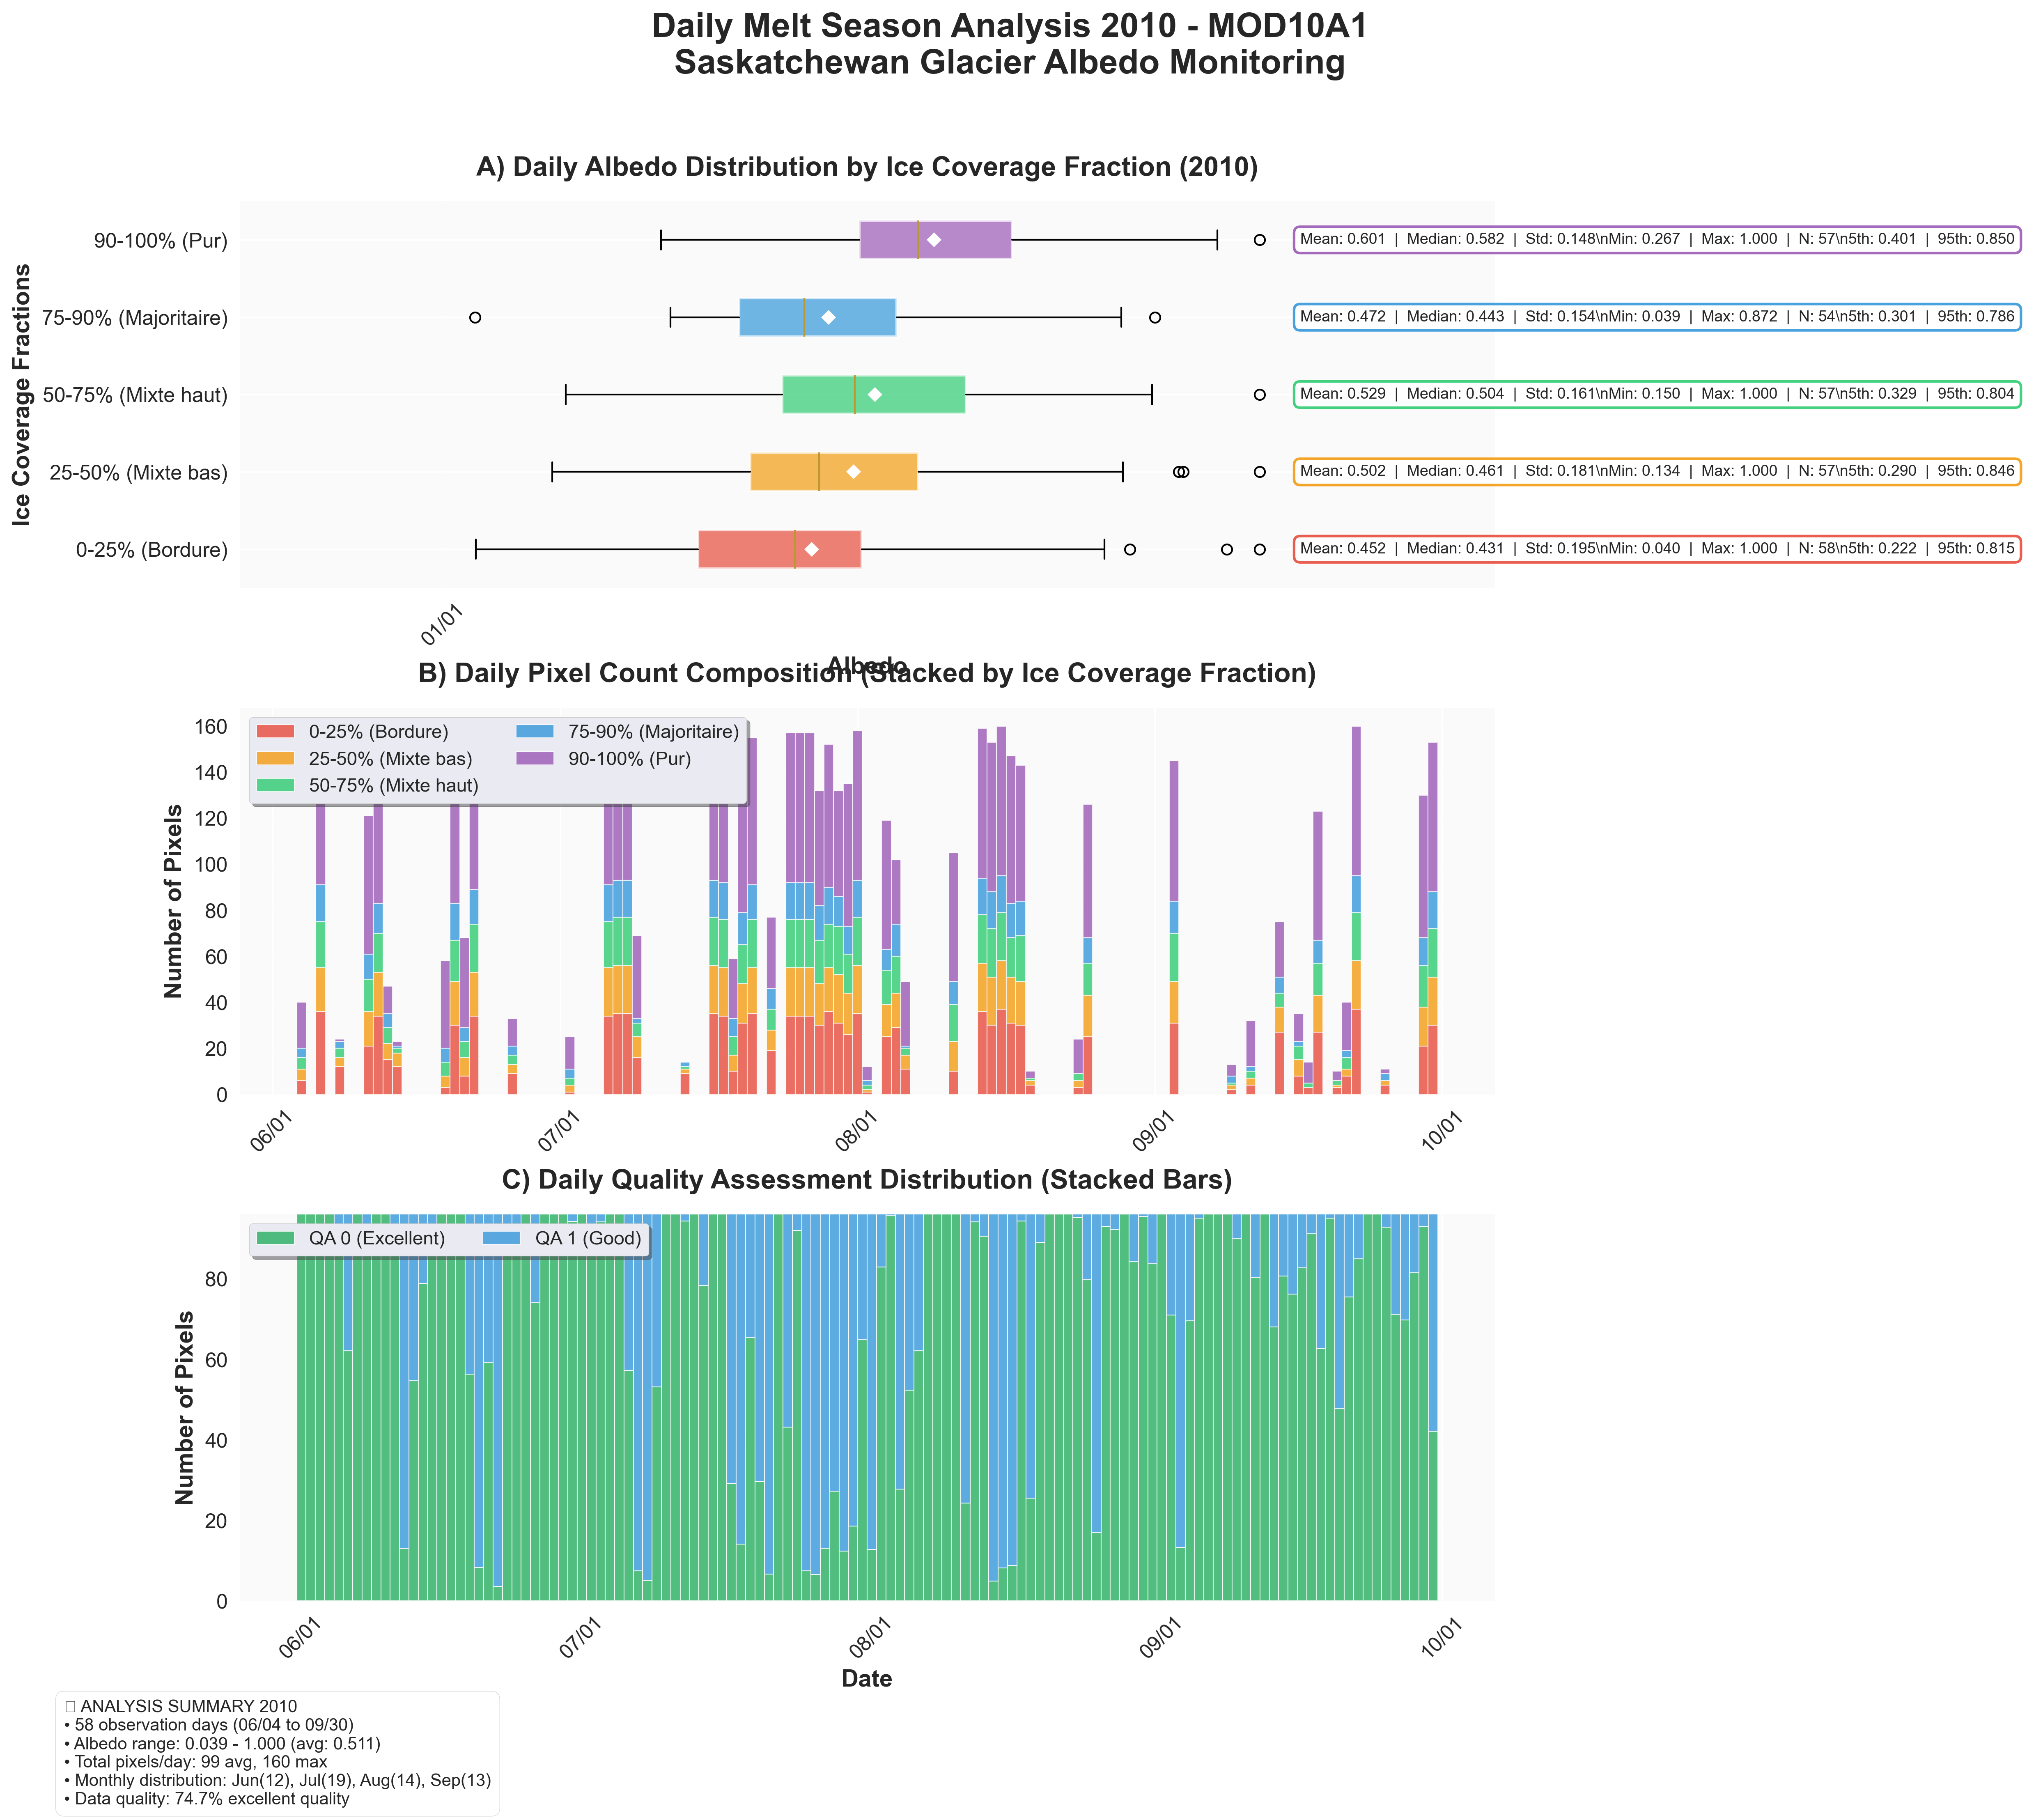 Daily Melt Season Analysis 2010 - MOD10A1
Saskatchewan Glacier Albedo Monitoring
A) Daily Albedo Distribution by Ice Coverage Fraction (2010)
Ice Coverage Fractions
90-100% (Pur)
Mean: 0.601 | Median: 0.582 | Std: 0.148\nMin: 0.267 | Max: 1.000 | N: 57\n5th: 0.401 | 95th: 0.850
75-90% (Majoritaire)
Mean: 0.472 | Median: 0.443 | Std: 0.154\nMin: 0.039 | Max: 0.872 | N: 54\n5th: 0.301 | 95th: 0.786
50-75% (Mixte haut)
Mean: 0.529 | Median: 0.504 | Std: 0.161\nMin: 0.150 | Max: 1.000 | N: 57\n5th: 0.329 | 95th: 0.804
25-50% (Mixte bas)
Mean: 0.502 | Median: 0.461 | Std: 0.181\nMin: 0.134 | Max: 1.000 | N: 57\n5th: 0.290 | 95th: 0.846
0-25% (Bordure)
Mean: 0.452 | Median: 0.431 | Std: 0.195\nMin: 0.040 | Max: 1.000 | N: 58\n5th: 0.222 | 95th: 0.815
01/01
Albedo
B) Daily Pixel Count Composition (Stacked by Ice Coverage Fraction)
Number of Pixels
160
140
120
100
80
60
40
20
0
0-25% (Bordure)
25-50% (Mixte bas)
50-75% (Mixte haut)
75-90% (Majoritaire)
90-100% (Pur)
06/01
07/01
08/01
09/01
10/01
C) Daily Quality Assessment Distribution (Stacked Bars)
Number of Pixels
QA 0 (Excellent)
QA 1 (Good)
80
60
40
20
0
06/01
07/01
08/01
09/01
10/01
Date
ANALYSIS SUMMARY 2010
• 58 observation days (06/04 to 09/30)
• Albedo range: 0.039 - 1.000 (avg: 0.511)
• Total pixels/day: 99 avg, 160 max
• Monthly distribution: Jun(12), Jul(19), Aug(14), Sep(13)
• Data quality: 74.7% excellent quality